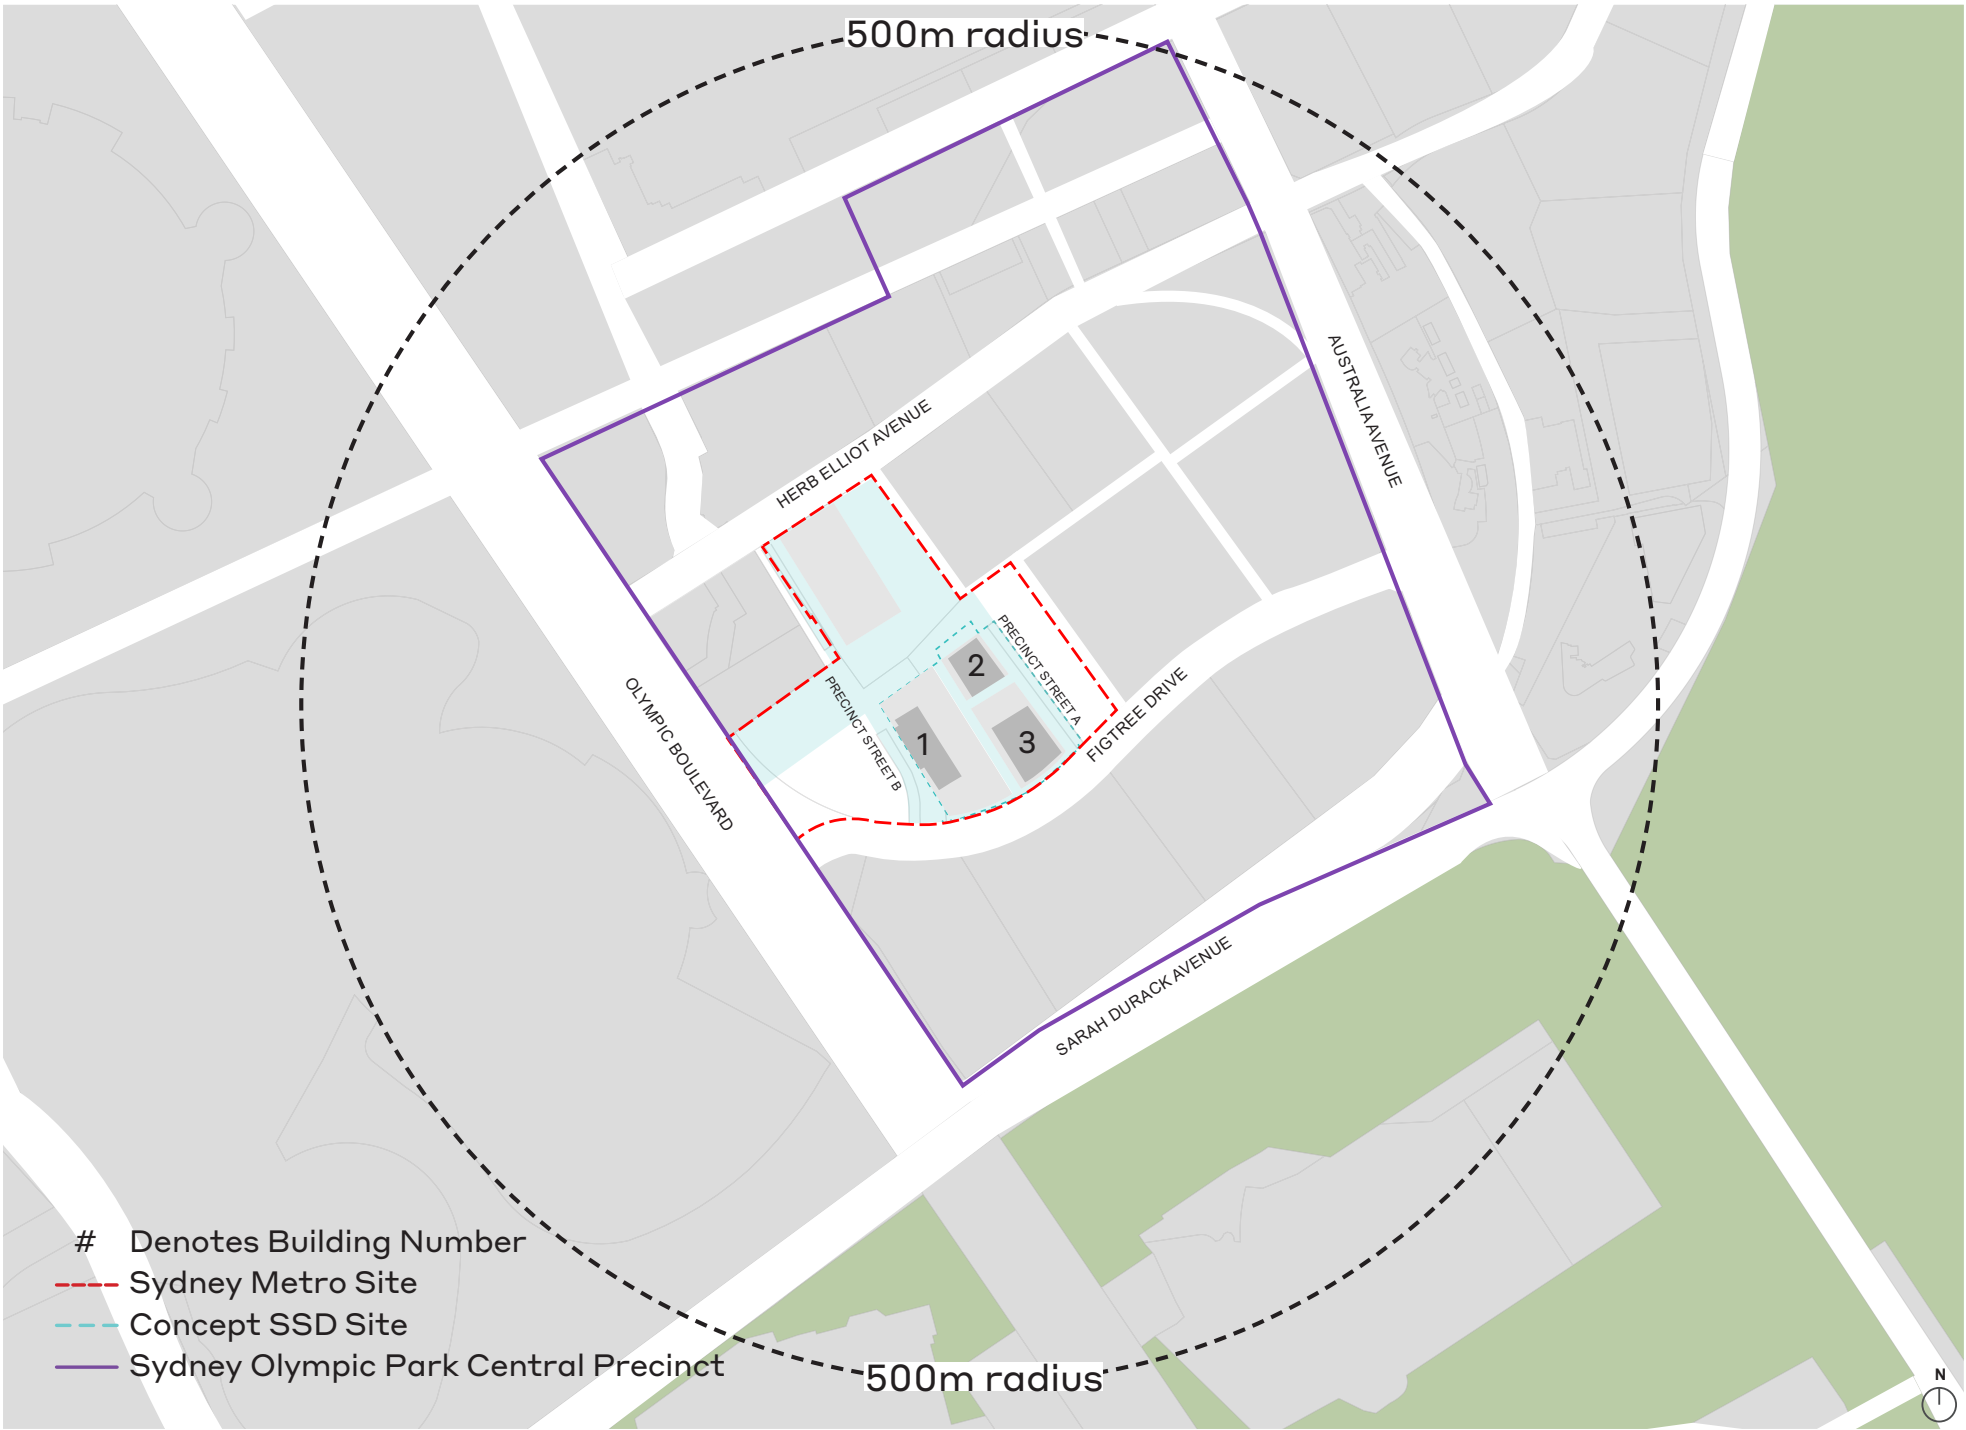 500m radius
HERB ELLIOT AVENUE
AUSTRALIA AVENUE
PRECINCT STREET A
2
1
3
PRECINCT STREET B
FIGTREE DRIVE
OLYMPIC BOULEVARD
SARAH DURACK AVENUE
# Denotes Building Number
Sydney Metro Site
Concept SSD Site
Sydney Olympic Park Central Precinct
500m radius
N